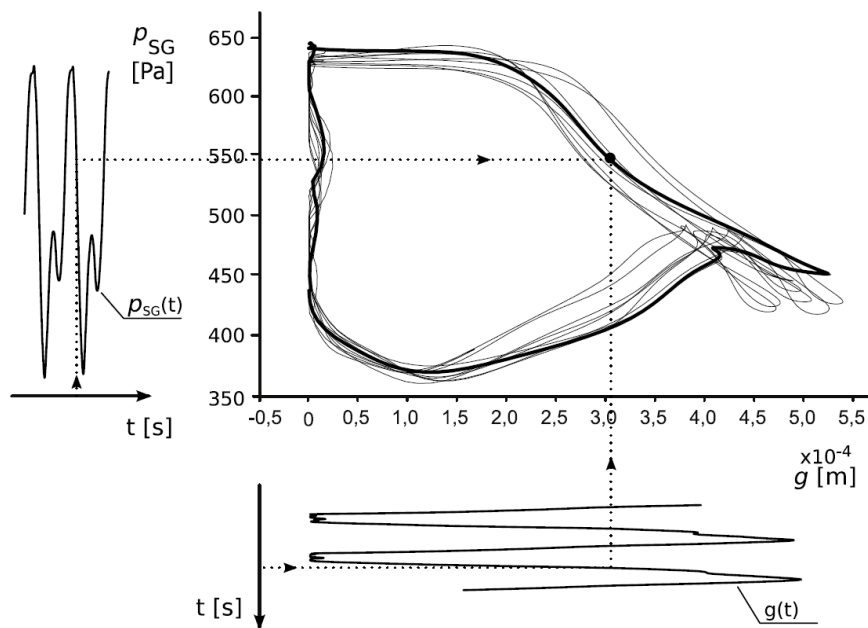 p_SG
[Pa]
650
600
550
500
450
400
350
p_SG(t)
t [s]
-0,5 0 0,5 1,0 1,5 2,0 2,5 3,0 3,5 4,0 4,5 5,0 5,5
x10^-4
g [m]
t [s]
g(t)